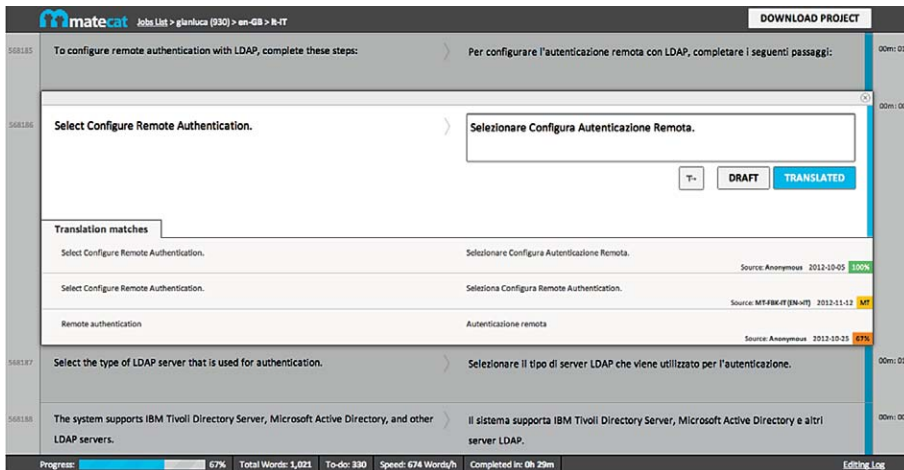 matecat Jobs List > gianluca (930) > en-GB > it-IT
DOWNLOAD PROJECT
568185
To configure remote authentication with LDAP, complete these steps:
Per configurare l'autenticazione remota con LDAP, completare i seguenti passaggi:
00m: 01
00m: 01
568186
Select Configure Remote Authentication.
Selezionare Configura Autenticazione Remota.
DRAFT
TRANSLATED
Translation matches
Select Configure Remote Authentication.
Selezionare Configura Autenticazione Remota.
Source: Anonymous 2012-10-05 100%
Select Configure Remote Authentication.
Seleziona Configura Remote Authentication.
Source: MT-FBK-IT (EN->IT) 2012-11-12 MT
Remote authentication
Autenticazione remota
Source: Anonymous 2012-10-25 67%
568187
Select the type of LDAP server that is used for authentication.
Selezionare il tipo di server LDAP che viene utilizzato per l'autenticazione.
00m: 01
568188
The system supports IBM Tivoli Directory Server, Microsoft Active Directory, and other
LDAP servers.
Il sistema supporta IBM Tivoli Directory Server, Microsoft Active Directory e altri
server LDAP.
Progress: 67% Total Words: 1,021 To-do: 330 Speed: 674 Words/h Completed in: 0h 29m
Editing Log